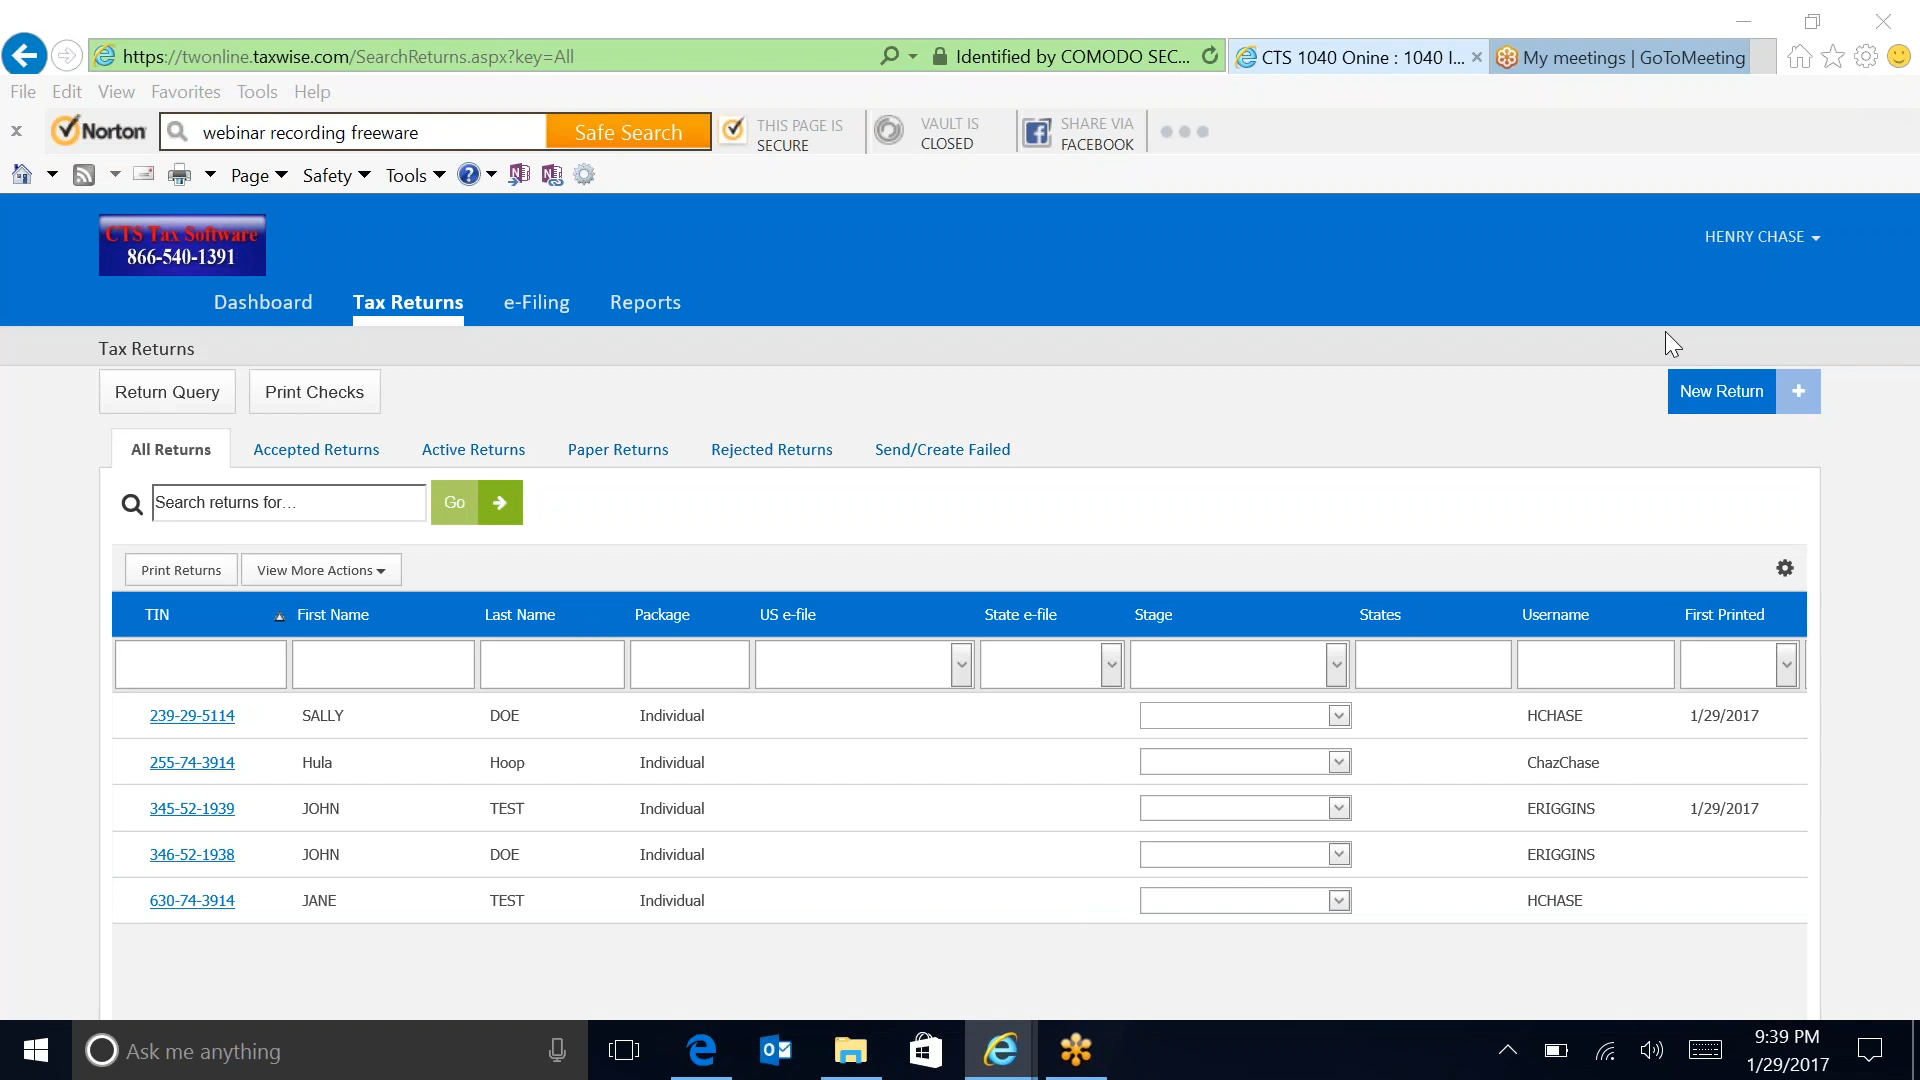 https://twonline.taxwise.com/SearchReturns.aspx?key=All
Identified by COMODO SEC...
CTS 1040 Onine : 1040 I...
My meetings | GoToMeeting
File Edit View Favorites Tools Help
x Norton webinar recording freeware Safe Search THIS PAGE IS SECURE VAULT IS CLOSED SHARE VIA FACEBOOK
Page Safety Tools
CTS Tax Software
866-540-1391
HENRY CHASE
Dashboard Tax Returns e-Filing Reports
Tax Returns
Return Query Print Checks New Return +
All Returns Accepted Returns Active Returns Paper Returns Rejected Returns Send/Create Failed
Search returns for... Go
Print Returns View More Actions
TIN First Name Last Name Package US e-file State e-file Stage States Username First Printed
239-29-5114 SALLY DOE Individual HCHASE 1/29/2017
255-74-3914 Hula Hoop Individual ChazChase
345-52-1939 JOHN TEST Individual ERIGGINS 1/29/2017
346-52-1938 JOHN DOE Individual ERIGGINS
630-74-3914 JANE TEST Individual HCHASE
Ask me anything
9:39 PM
1/29/2017